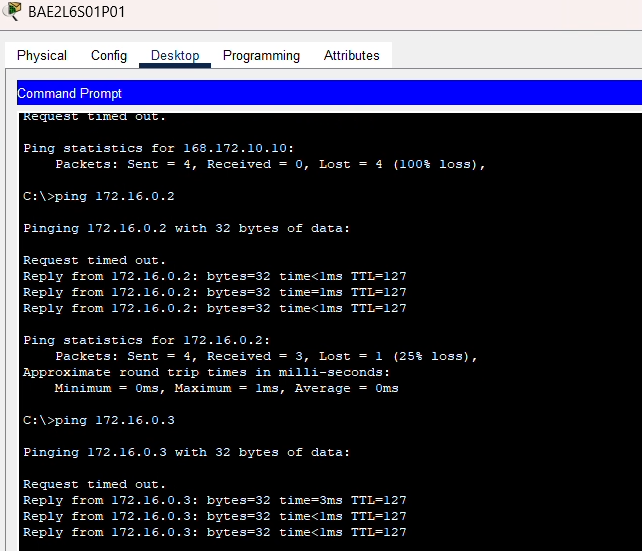 BAE2L6S01P01
Physical Config Desktop Programming Attributes
Command Prompt
Request timed out.
Ping statistics for 168.172.10.10:
Packets: Sent = 4, Received = 0, Lost = 4 (100% loss),
C:\>ping 172.16.0.2
Pinging 172.16.0.2 with 32 bytes of data:
Request timed out.
Reply from 172.16.0.2: bytes=32 time<1ms TTL=127
Reply from 172.16.0.2: bytes=32 time=1ms TTL=127
Reply from 172.16.0.2: bytes=32 time<1ms TTL=127
Ping statistics for 172.16.0.2:
Packets: Sent = 4, Received = 3, Lost = 1 (25% loss),
Approximate round trip times in milli-seconds:
Minimum = 0ms, Maximum = 1ms, Average = 0ms
C:\>ping 172.16.0.3
Pinging 172.16.0.3 with 32 bytes of data:
Request timed out.
Reply from 172.16.0.3: bytes=32 time=3ms TTL=127
Reply from 172.16.0.3: bytes=32 time<1ms TTL=127
Reply from 172.16.0.3: bytes=32 time<1ms TTL=127